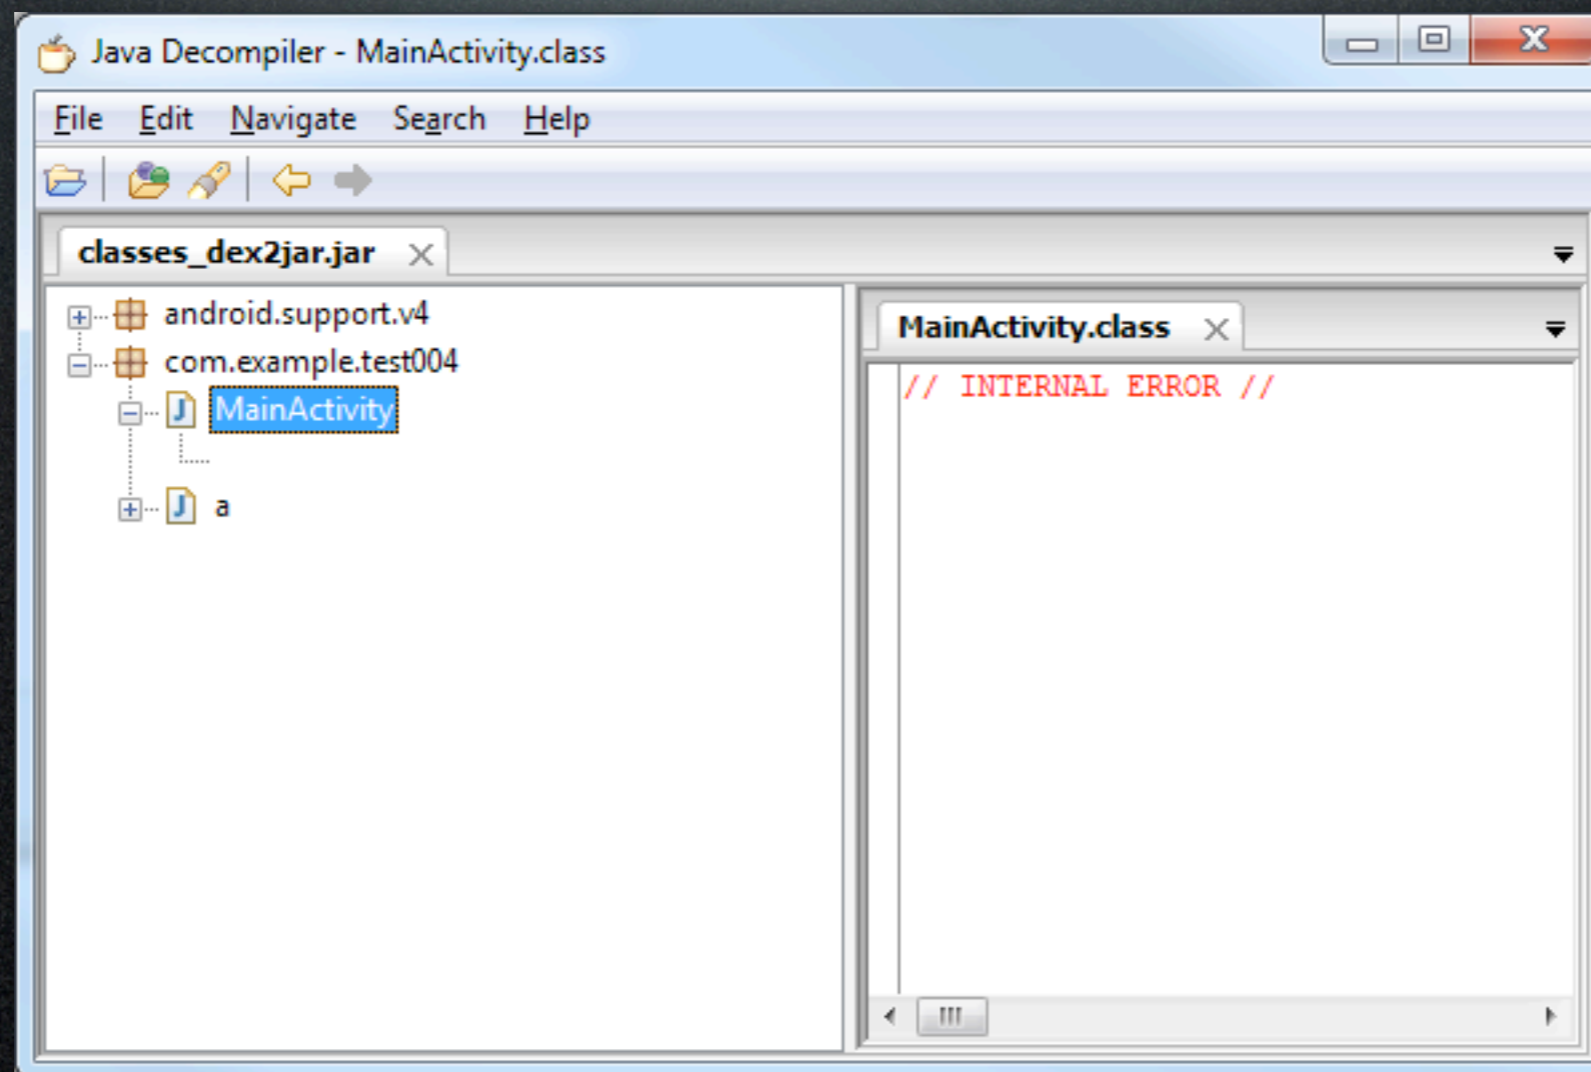 Java Decompiler - MainActivity.class
File Edit Navigate Search Help
classes_dex2jar.jar
android.support.v4
com.example.test004
MainActivity
a
MainActivity.class
// INTERNAL ERROR //